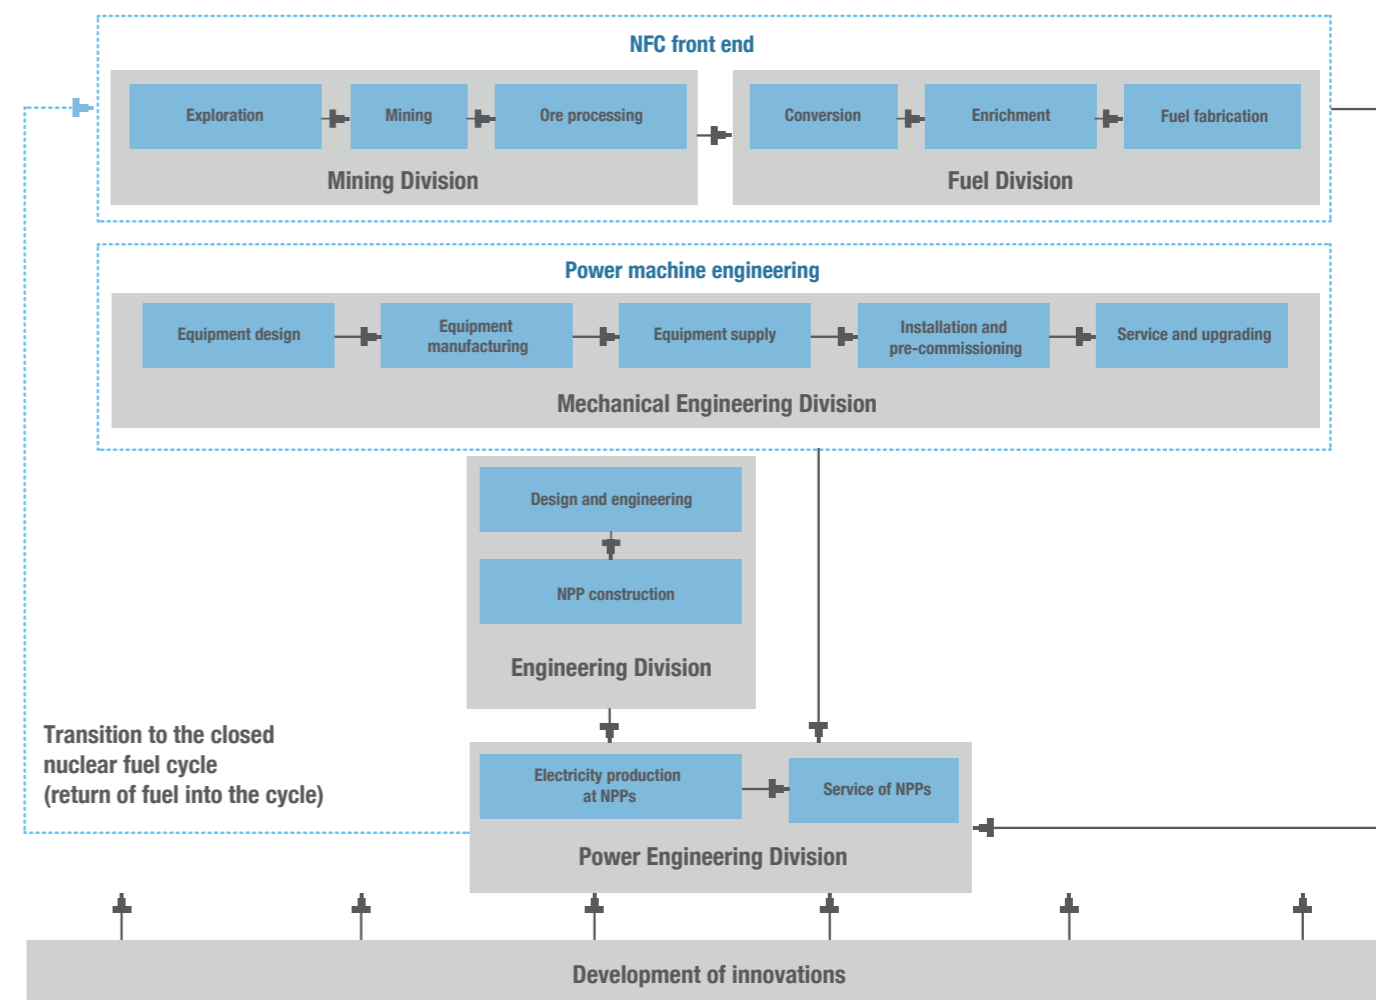 NFC front end
Exploration
Mining
Ore processing
Mining Division
Conversion
Enrichment
Fuel fabrication
Fuel Division
Power machine engineering
Equipment design
Equipment
manufacturing
Equipment supply
Installation and
pre-commissioning
Service and upgrading
Mechanical Engineering Division
Design and engineering
NPP construction
Engineering Division
Transition to the closed
nuclear fuel cycle
(return of fuel into the cycle)
Electricity production
at NPPs
Service of NPPs
Power Engineering Division
Development of innovations